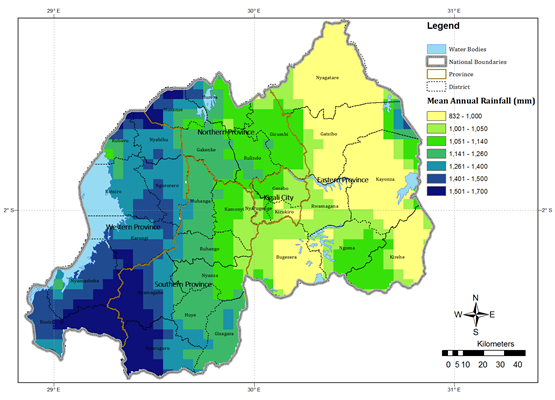 29°E
30°E
31°E
2°S
2°S
29°E
30°E
31°E
Nyagatare
Gatsibo
Gicumbi
Northern Province
Gakenke
Rulindo
Nyabihu
Rubavu
Ngororero
Rutsiro
Eastern Province
Kayonza
Kigali City
Gasabo
Nyarugenge
Kicukiro
Rwamagana
Muhanga
Kamonyi
Western Province
Karongi
Ruhango
Bugesera
Ngoma
Kirehe
Nyanza
Nyamasheke
Southern Province
Nyamagabe
Rusizi
Huye
Gisagara
Nyaruguru
Legend
Water Bodies
National Boundaries
Province
District
Mean Annual Rainfall (mm)
832 - 1,000
1,001 - 1,050
1,051 - 1,140
1,141 - 1,260
1,261 - 1,400
1,401 - 1,500
1,501 - 1,700
N
W E
S
Kilometers
0 5 10 20 30 40